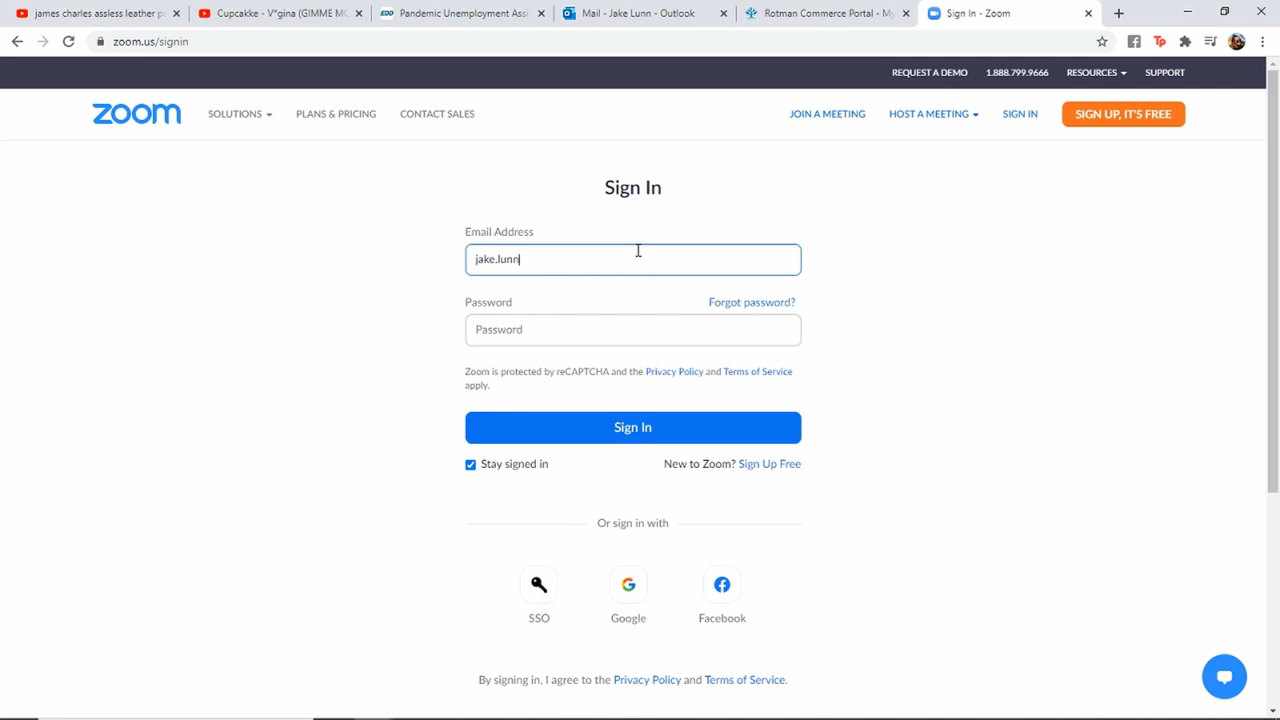 james charles assless leather pa
Cupcakke - V*gina (GIMME MO
EDD Pandemic Unemployment Ass
Mail - Jake Lunn - Outlook
Rotman Commerce Portal - My
Sign In - Zoom
zoom.us/signin
REQUEST A DEMO 1.888.799.9666 RESOURCES SUPPORT
zoom SOLUTIONS PLANS & PRICING CONTACT SALES JOIN A MEETING HOST A MEETING SIGN IN SIGN UP, IT'S FREE
Sign In
Email Address
jake.lunn
Password Forgot password?
Password
Zoom is protected by reCAPTCHA and the Privacy Policy and Terms of Service
apply.
Sign In
Stay signed in New to Zoom? Sign Up Free
Or sign in with
SSO Google Facebook
By signing in, I agree to the Privacy Policy and Terms of Service.